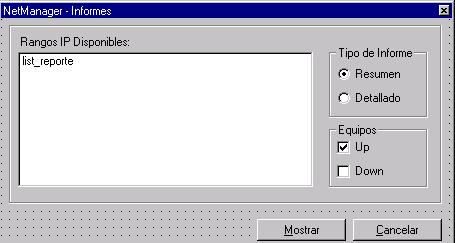 NetManager - Informes
Rangos IP Disponibles:
list_reporte
Tipo de Informe
Resumen
Detallado
Equipos
Up
Down
Mostrar
Cancelar